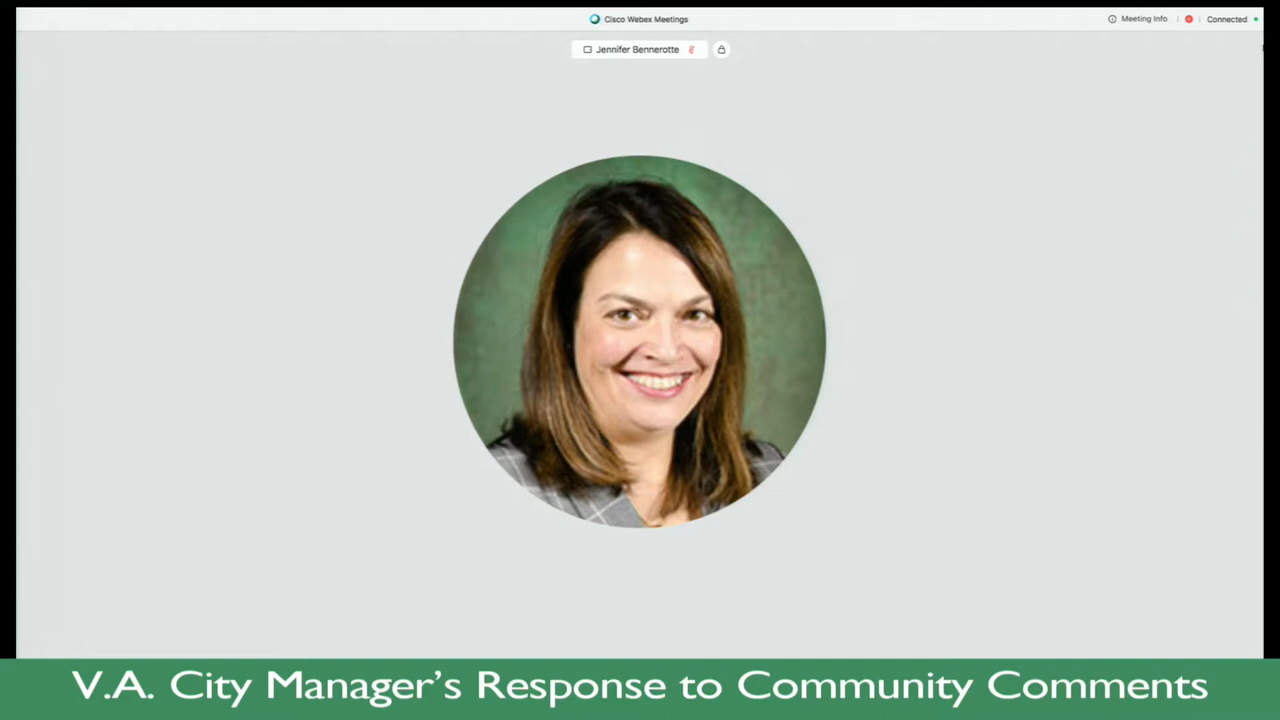 Cisco Webex Meetings
Meeting Info
Connected
Jennifer Bennerotte
V.A. City Manager's Response to Community Comments